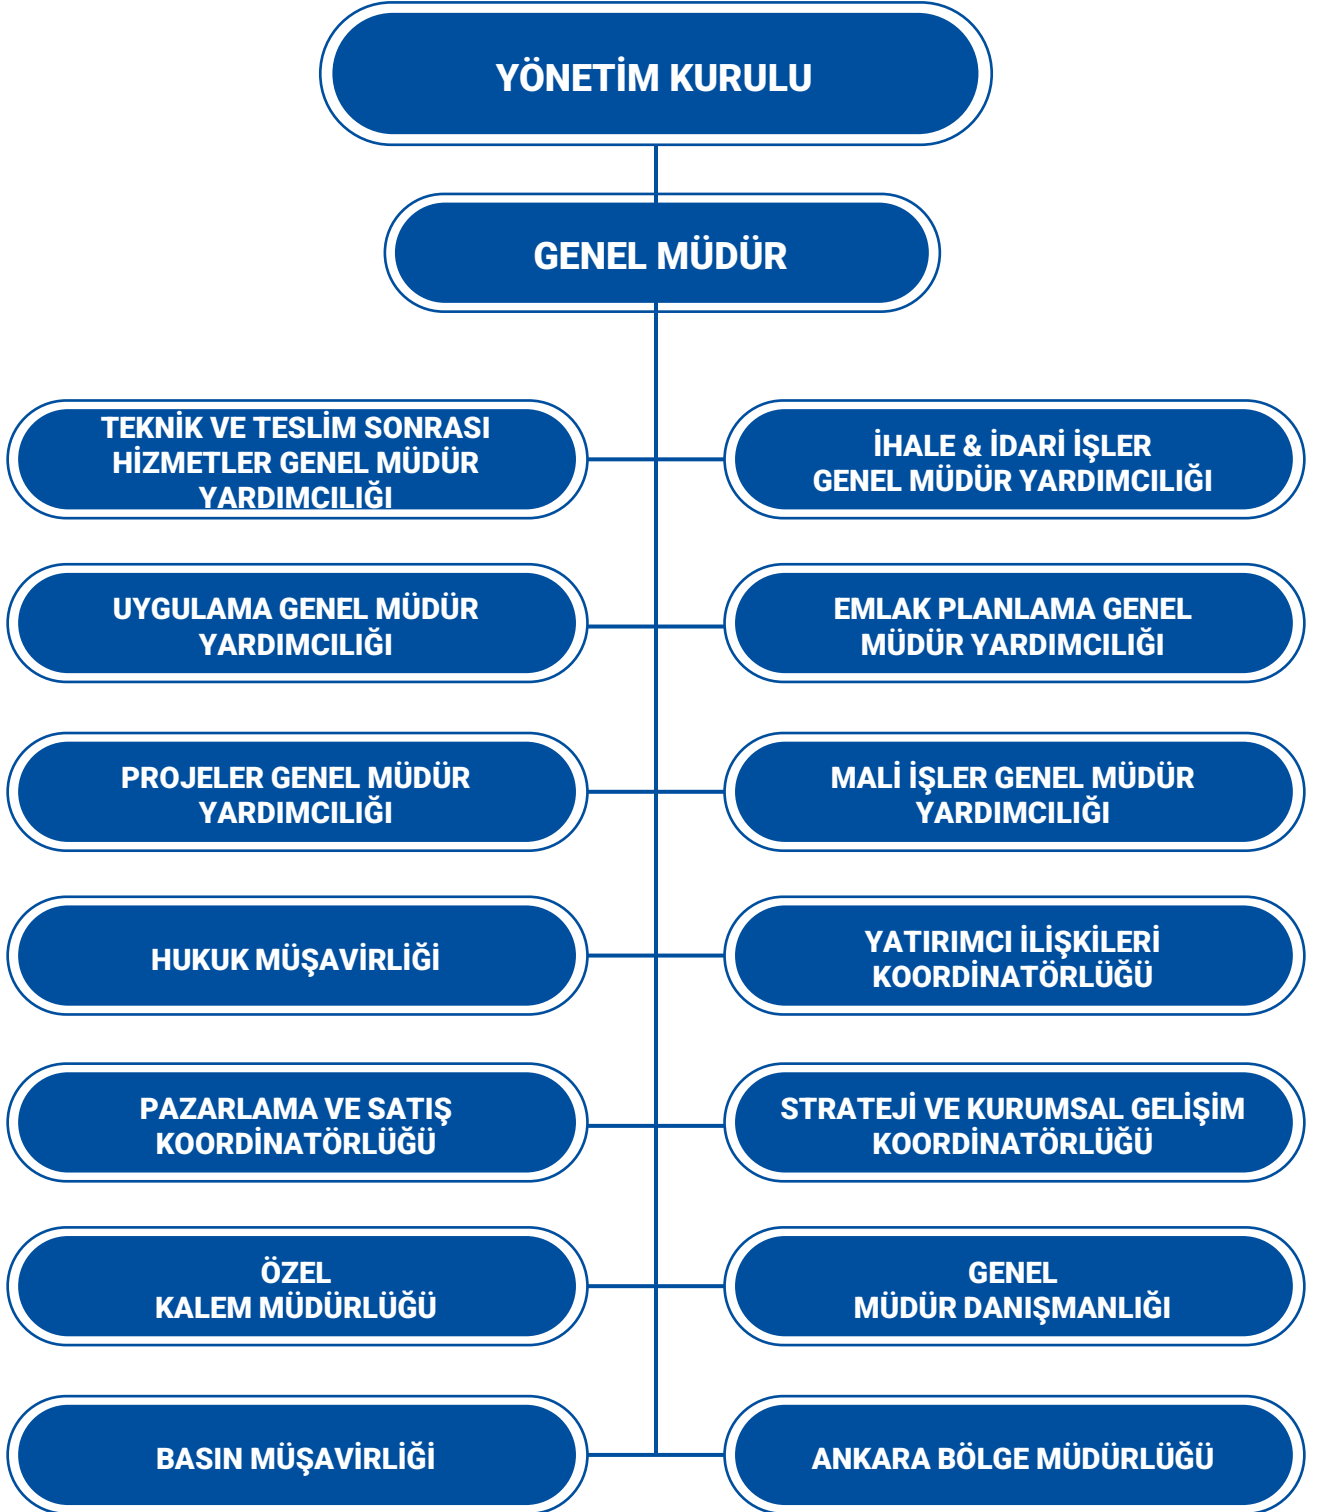 YÖNETİM KURULU
GENEL MÜDÜR
TEKNİK VE TESLİM SONRASI
HİZMETLER GENEL MÜDÜR
YARDIMCILIĞI
İHALE & İDARİ İŞLER
GENEL MÜDÜR YARDIMCILIĞI
UYGULAMA GENEL MÜDÜR
YARDIMCILIĞI
EMLAK PLANLAMA GENEL
MÜDÜR YARDIMCILIĞI
PROJELER GENEL MÜDÜR
YARDIMCILIĞI
MALİ İŞLER GENEL MÜDÜR
YARDIMCILIĞI
HUKUK MÜŞAVİRLİĞİ
YATIRIMCI İLİŞKİLERİ
KOORDİNATÖRLÜĞÜ
PAZARLAMA VE SATIŞ
KOORDİNATÖRLÜĞÜ
STRATEJİ VE KURUMSAL GELİŞİM
KOORDİNATÖRLÜĞÜ
ÖZEL
KALEM MÜDÜRLÜĞÜ
GENEL
MÜDÜR DANIŞMANLIĞI
BASIN MÜŞAVİRLİĞİ
ANKARA BÖLGE MÜDÜRLÜĞÜ